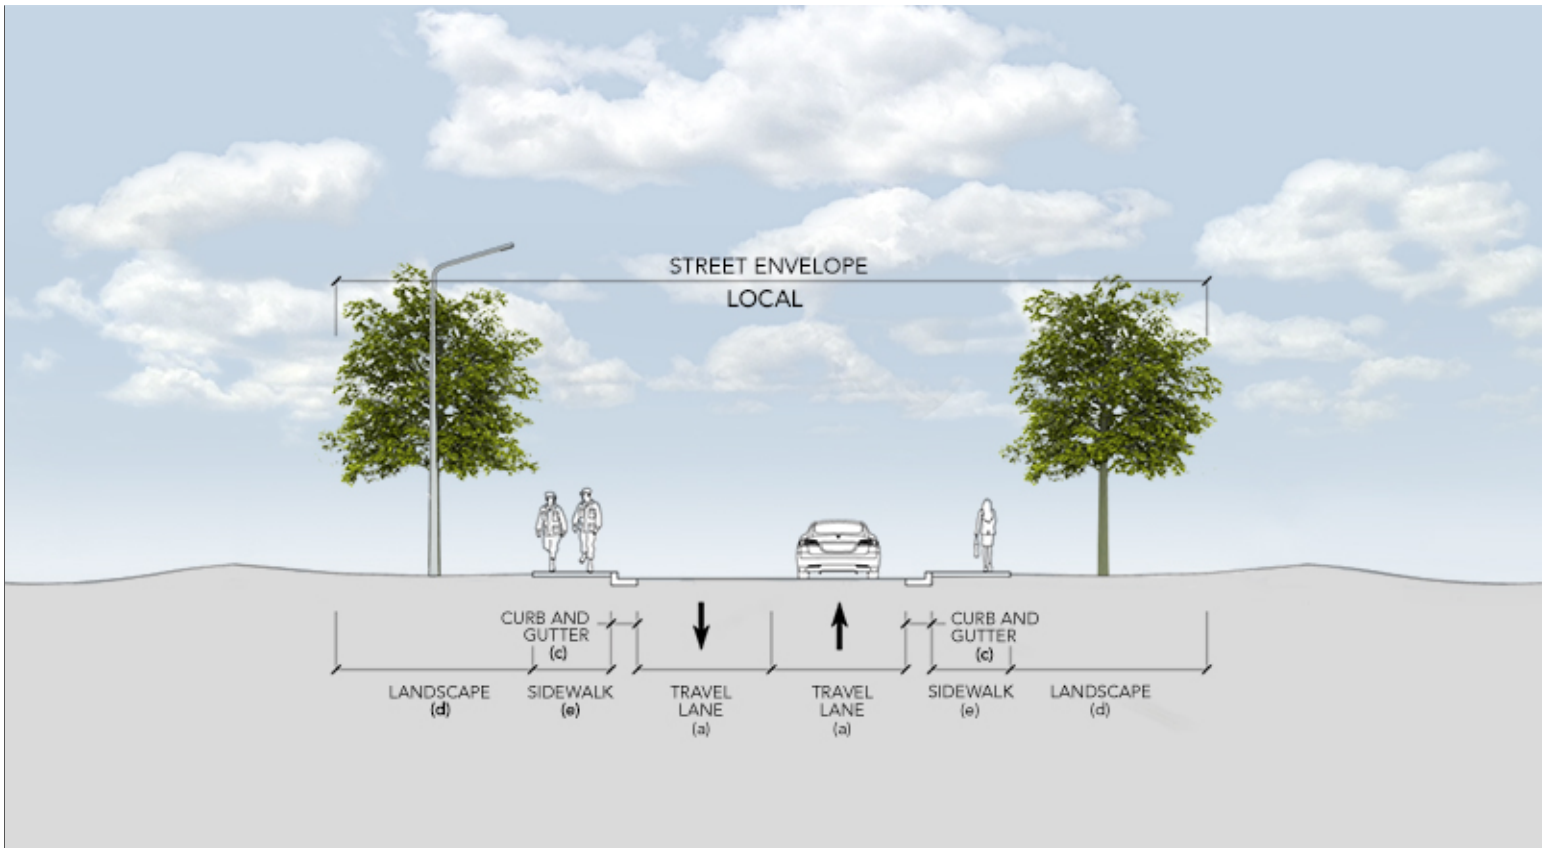 STREET ENVELOPE
LOCAL
CURB AND
GUTTER
(c)
CURB AND
GUTTER
(c)
LANDSCAPE
(d)
SIDEWALK
(e)
TRAVEL
LANE
(a)
TRAVEL
LANE
(a)
SIDEWALK
(e)
LANDSCAPE
(d)